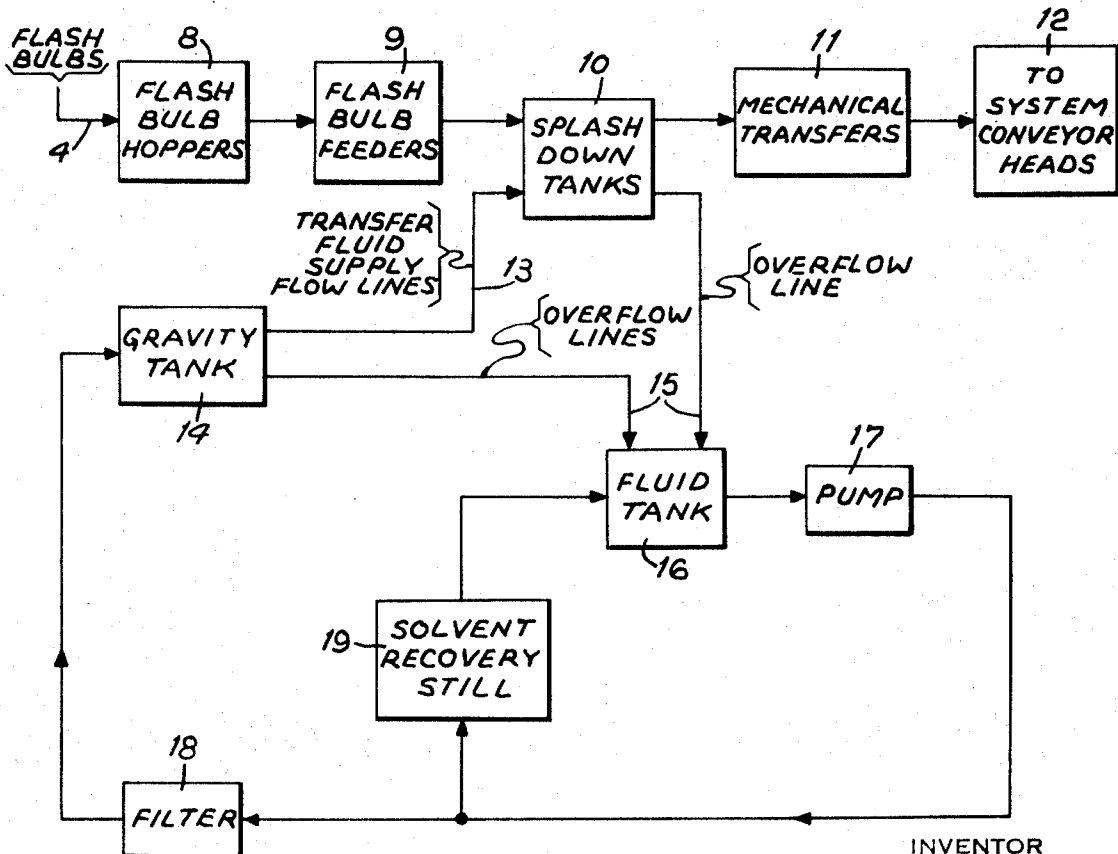 FLASH
BULBS
4
8
FLASH
BULB
HOPPERS
9
FLASH
BULB
FEEDERS
10
SPLASH
DOWN
TANKS
11
MECHANICAL
TRANSFERS
12
TO
SYSTEM
CONVEYOR
HEADS
TRANSFER
FLUID
SUPPLY
FLOW LINES
13
OVERFLOW
LINES
OVERFLOW
LINE
GRAVITY
TANK
14
15
FLUID
TANK
16
17
PUMP
19
SOLVENT
RECOVERY
STILL
18
FILTER
INVENTOR